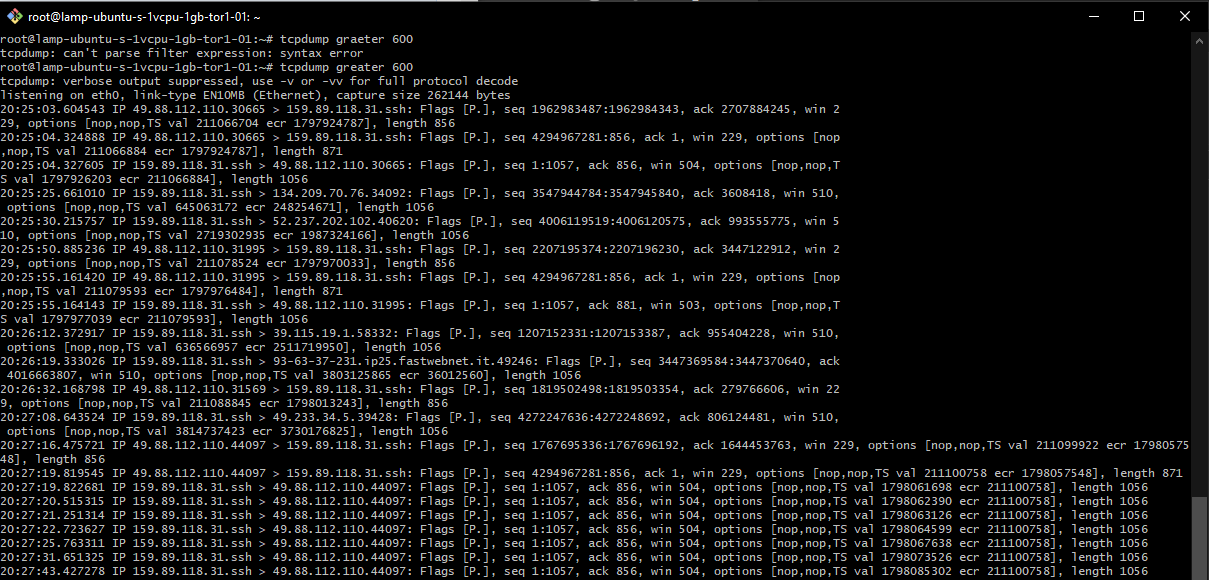 root@lamp-ubuntu-s-1vcpu-1gb-tor1-01: ~
root@lamp-ubuntu-s-1vcpu-1gb-tor1-01:~# tcpdump graeter 600
tcpdump: can't parse filter expression: syntax error
root@lamp-ubuntu-s-1vcpu-1gb-tor1-01:~# tcpdump greater 600
tcpdump: verbose output suppressed, use -v or -vv for full protocol decode
listening on eth0, link-type EN10MB (Ethernet), capture size 262144 bytes
20:25:03.604543 IP 49.88.112.110.30665 > 159.89.118.31.ssh: Flags [P.], seq 1962983487:1962984343, ack 2707884245, win 2
29, options [nop,nop,TS val 211066704 ecr 1797924787], length 856
20:25:04.324888 IP 49.88.112.110.30665 > 159.89.118.31.ssh: Flags [P.], seq 4294967281:856, ack 1, win 229, options [nop
,nop,TS val 211066884 ecr 1797924787], length 871
20:25:04.327605 IP 159.89.118.31.ssh > 49.88.112.110.30665: Flags [P.], seq 1:1057, ack 856, win 504, options [nop,nop,T
S val 1797926203 ecr 211066884], length 1056
20:25:25.661010 IP 159.89.118.31.ssh > 134.209.70.76.34092: Flags [P.], seq 3547944784:3547945840, ack 3608418, win 510,
 options [nop,nop,TS val 645063172 ecr 248254671], length 1056
20:25:30.215757 IP 159.89.118.31.ssh > 52.237.202.102.40620: Flags [P.], seq 4006119519:4006120575, ack 993555775, win 5
10, options [nop,nop,TS val 2719302935 ecr 1987324166], length 1056
20:25:50.885236 IP 49.88.112.110.31995 > 159.89.118.31.ssh: Flags [P.], seq 2207195374:2207196230, ack 3447122912, win 2
29, options [nop,nop,TS val 211078524 ecr 1797970033], length 856
20:25:55.161420 IP 49.88.112.110.31995 > 159.89.118.31.ssh: Flags [P.], seq 4294967281:856, ack 1, win 229, options [nop
,nop,TS val 211079593 ecr 1797976484], length 871
20:25:55.164143 IP 159.89.118.31.ssh > 49.88.112.110.31995: Flags [P.], seq 1:1057, ack 881, win 503, options [nop,nop,T
S val 1797977039 ecr 211079593], length 1056
20:26:12.372917 IP 159.89.118.31.ssh > 39.115.19.1.58332: Flags [P.], seq 1207152331:1207153387, ack 955404228, win 510,
 options [nop,nop,TS val 636566957 ecr 2511719950], length 1056
20:26:19.333026 IP 159.89.118.31.ssh > 93-63-37-231.ip25.fastwebnet.it.49246: Flags [P.], seq 3447369584:3447370640, ack
 4016663807, win 510, options [nop,nop,TS val 3803125865 ecr 36012560], length 1056
20:26:32.168798 IP 49.88.112.110.31569 > 159.89.118.31.ssh: Flags [P.], seq 1819502498:1819503354, ack 279766606, win 22
9, options [nop,nop,TS val 211088845 ecr 1798013243], length 856
20:27:08.643524 IP 159.89.118.31.ssh > 49.233.34.5.39428: Flags [P.], seq 4272247636:4272248692, ack 806124481, win 510,
 options [nop,nop,TS val 3814737423 ecr 3730176825], length 1056
20:27:16.475721 IP 49.88.112.110.44097 > 159.89.118.31.ssh: Flags [P.], seq 1767695336:1767696192, ack 1644453763, win 229, options [nop,nop,TS val 211099922 ecr 17980575
48], length 856
20:27:19.819545 IP 49.88.112.110.44097 > 159.89.118.31.ssh: Flags [P.], seq 4294967281:856, ack 1, win 229, options [nop,nop,TS val 211100758 ecr 1798057548], length 871
20:27:19.822681 IP 159.89.118.31.ssh > 49.88.112.110.44097: Flags [P.], seq 1:1057, ack 856, win 504, options [nop,nop,TS val 1798061698 ecr 211100758], length 1056
20:27:20.515315 IP 159.89.118.31.ssh > 49.88.112.110.44097: Flags [P.], seq 1:1057, ack 856, win 504, options [nop,nop,TS val 1798062390 ecr 211100758], length 1056
20:27:21.251314 IP 159.89.118.31.ssh > 49.88.112.110.44097: Flags [P.], seq 1:1057, ack 856, win 504, options [nop,nop,TS val 1798063126 ecr 211100758], length 1056
20:27:22.723627 IP 159.89.118.31.ssh > 49.88.112.110.44097: Flags [P.], seq 1:1057, ack 856, win 504, options [nop,nop,TS val 1798064599 ecr 211100758], length 1056
20:27:25.763311 IP 159.89.118.31.ssh > 49.88.112.110.44097: Flags [P.], seq 1:1057, ack 856, win 504, options [nop,nop,TS val 1798067638 ecr 211100758], length 1056
20:27:31.651325 IP 159.89.118.31.ssh > 49.88.112.110.44097: Flags [P.], seq 1:1057, ack 856, win 504, options [nop,nop,TS val 1798073526 ecr 211100758], length 1056
20:27:43.427278 IP 159.89.118.31.ssh > 49.88.112.110.44097: Flags [P.], seq 1:1057, ack 856, win 504, options [nop,nop,TS val 1798085302 ecr 211100758], length 1056